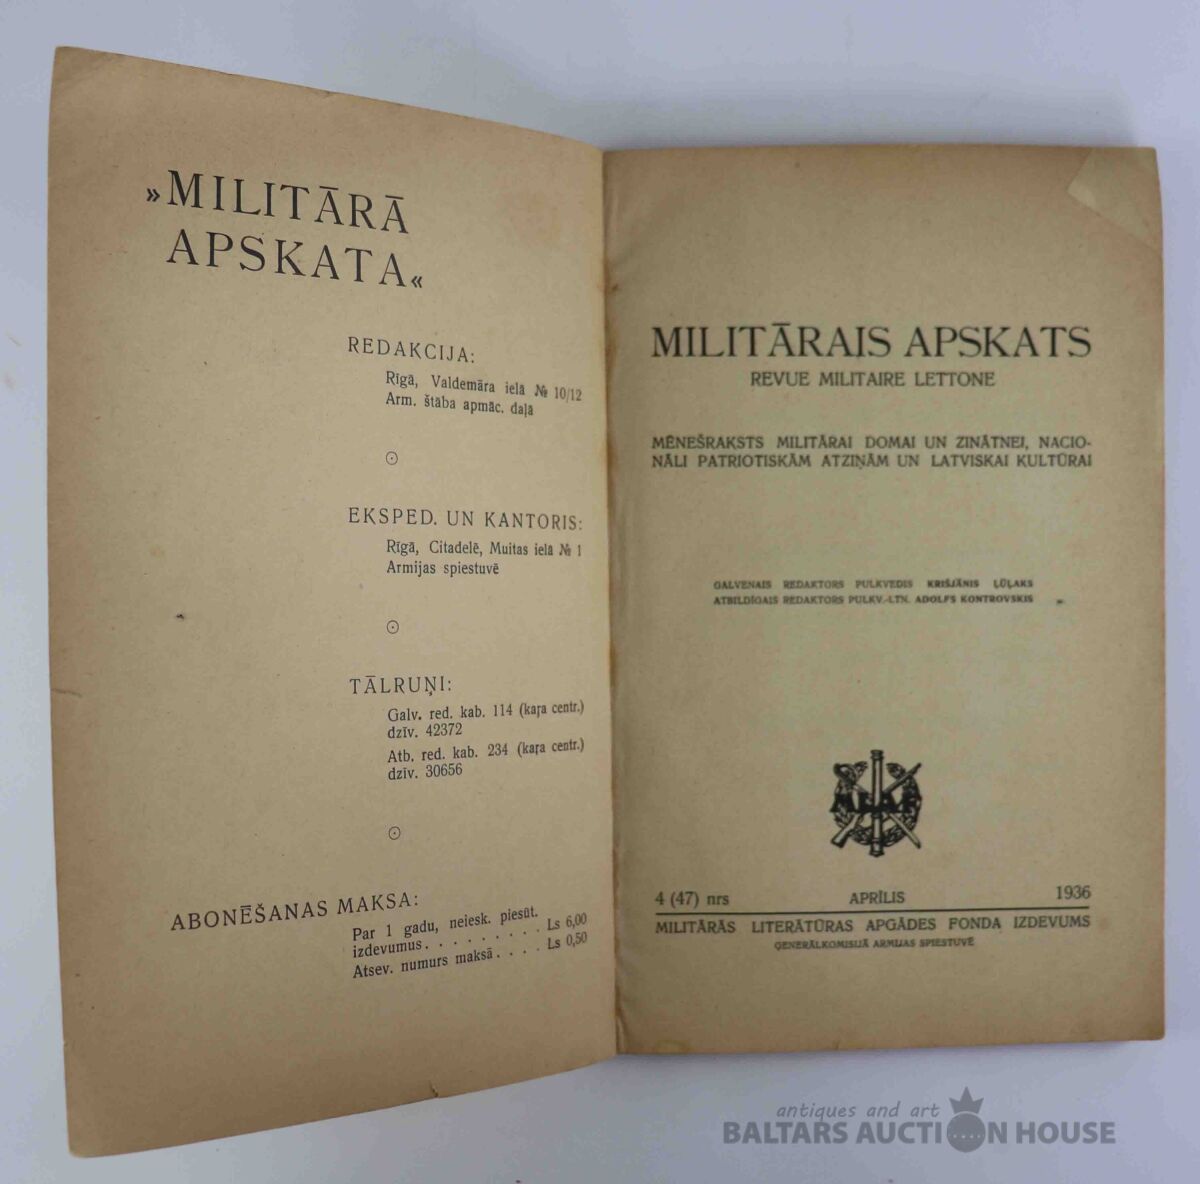 »MILITĀRĀ
APSKATA«
REDAKCIJA:
Rīgā, Valdemāra ielā № 10/12
Arm. štāba apmāc. daļā
EKSPED. UN KANTORIS:
Rīgā, Citadelē, Muitas ielā № 1
Armijas spiestuvē
TĀLRUŅI:
Galv. red. kab. 114 (kaŗa centr.)
dzīv. 42372
Atb. red. kab. 234 (kaŗa centr.)
dzīv. 30656
ABONĒŠANAS MAKSA:
Par 1 gadu, neiesk. piesūt.
izdevumus. . . . . . . . . Ls 6,00
Atsev. numurs maksā. . . . Ls 0,50
MILITĀRAIS APSKATS
REVUE MILITAIRE LETTONE
MĒNEŠRAKSTS MILITĀRAI DOMAI UN ZINĀTNEI, NACIO-
NĀLI PATRIOTISKĀM ATZIŅĀM UN LATVISKAI KULTŪRAI
GALVENAIS REDAKTORS PULKVEDIS KRIŠJĀNIS ĻŪĻAKS
ATBILDĪGAIS REDAKTORS PULKV.-LTN. ADOLFS KONTROVSKIS
MLAF
4 (47) nrs APRĪLIS 1936
MILITĀRĀS LITERĀTŪRAS APGĀDES FONDA IZDEVUMS
ĢENERĀLKOMISIJĀ ARMIJAS SPIESTUVĒ
antiques and art
BALTARS AUCTION HOUSE